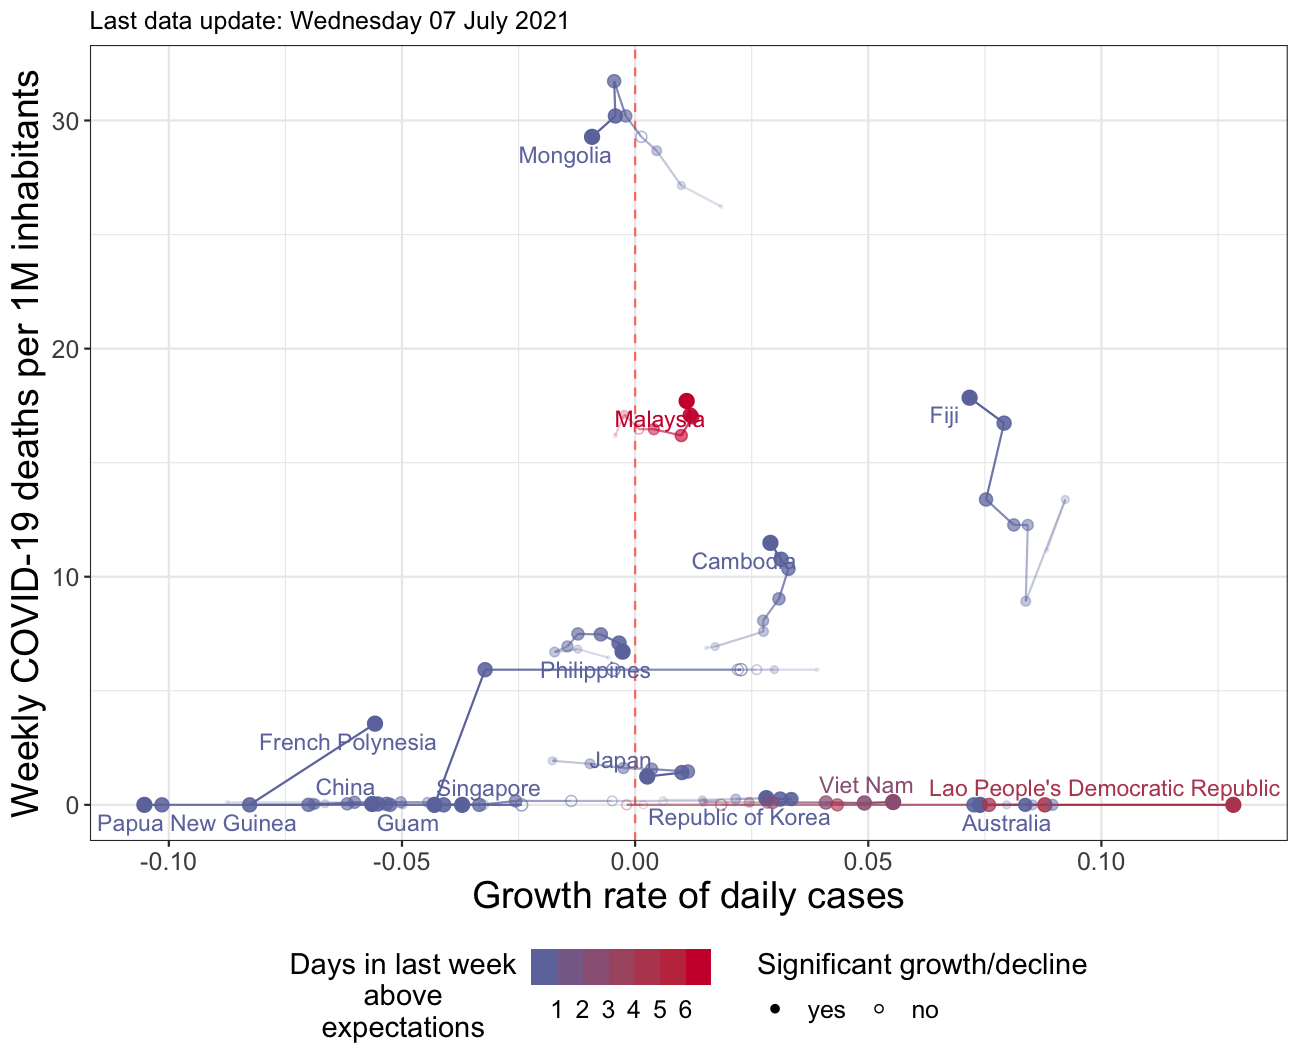 Last data update: Wednesday 07 July 2021
Weekly COVID-19 deaths per 1M inhabitants
30
20
10
0
Mongolia
Malaysia
Fiji
Cambodia
Philippines
French Polynesia
Japan
China
Singapore
Viet Nam
Lao People's Democratic Republic
Papua New Guinea
Guam
Republic of Korea
Australia
-0.10
-0.05
0.00
0.05
0.10
Growth rate of daily cases
Days in last week
above
expectations
1 2 3 4 5 6
Significant growth/decline
yes
no